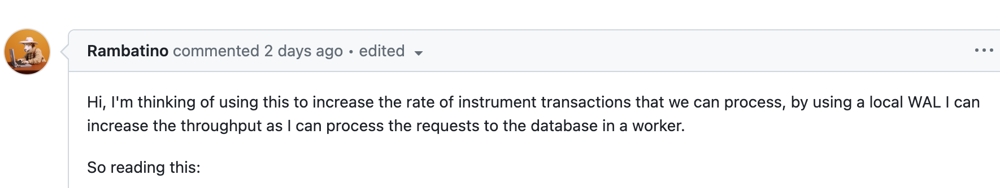 Rambatino commented 2 days ago • edited
Hi, I'm thinking of using this to increase the rate of instrument transactions that we can process, by using a local WAL I can
increase the throughput as I can process the requests to the database in a worker.
So reading this: